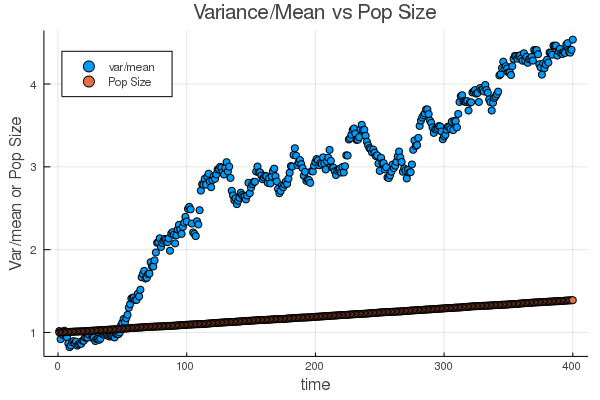 Variance/Mean vs Pop Size
var/mean
Pop Size
Var/mean or Pop Size
4
3
2
1
0
100
200
300
400
time